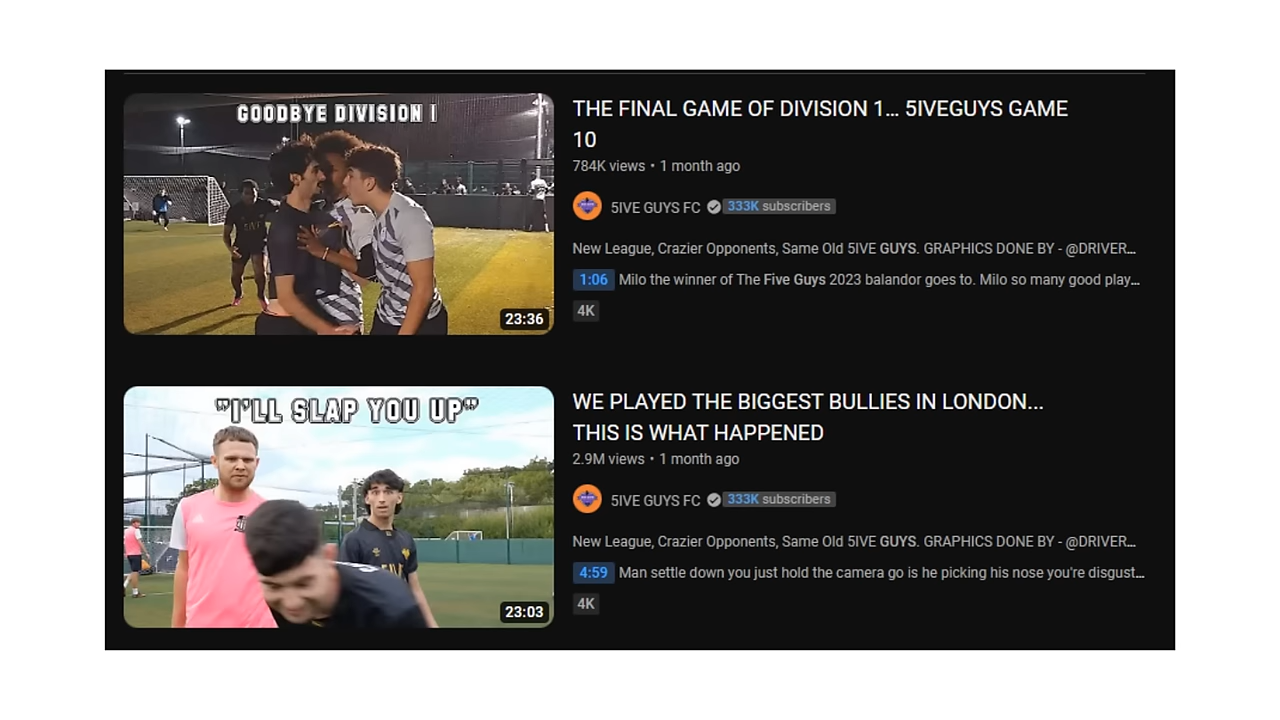 GOODBYE DIVISION 1
23:36
THE FINAL GAME OF DIVISION 1... 5IVEGUYS GAME
10
784K views • 1 month ago
5IVE GUYS FC 333K subscribers
New League, Crazier Opponents, Same Old 5IVE GUYS. GRAPHICS DONE BY - @DRIVER...
1:06 Milo the winner of The Five Guys 2023 balandor goes to. Milo so many good play...
4K
"I'LL SLAP YOU UP"
23:03
WE PLAYED THE BIGGEST BULLIES IN LONDON...
THIS IS WHAT HAPPENED
2.9M views • 1 month ago
5IVE GUYS FC 333K subscribers
New League, Crazier Opponents, Same Old 5IVE GUYS. GRAPHICS DONE BY - @DRIVER...
4:59 Man settle down you just hold the camera go is he picking his nose you're disgust...
4K